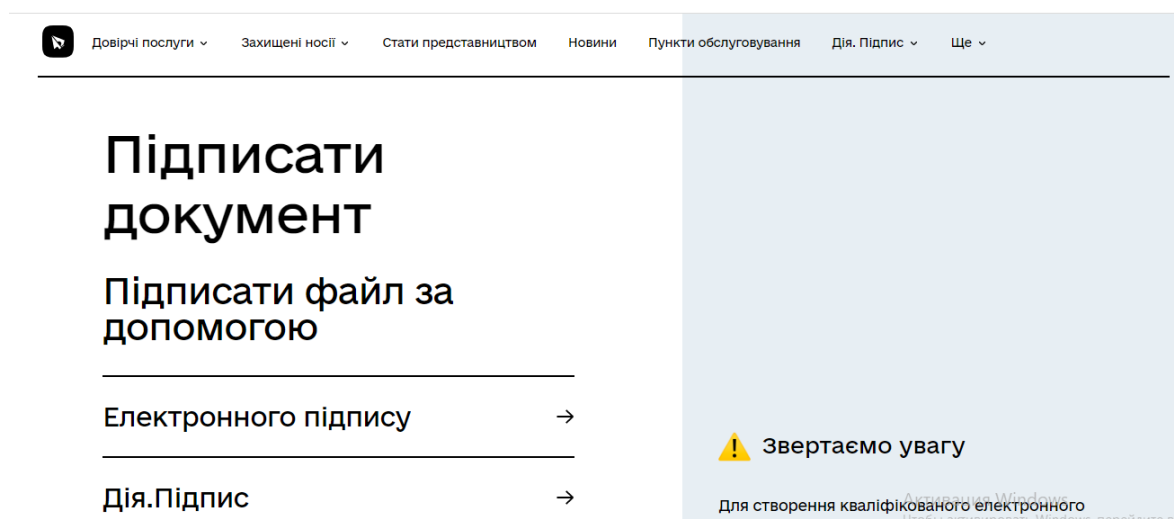 Довірчі послуги Захищені носії Стати представництвом Новини Пункти обслуговування Дія. Підпис Ще
Підписати
документ
Підписати файл за
допомогою
Електронного підпису
Дія.Підпис
Звертаємо увагу
Для створення кваліфікованого електронного
Активация Windows